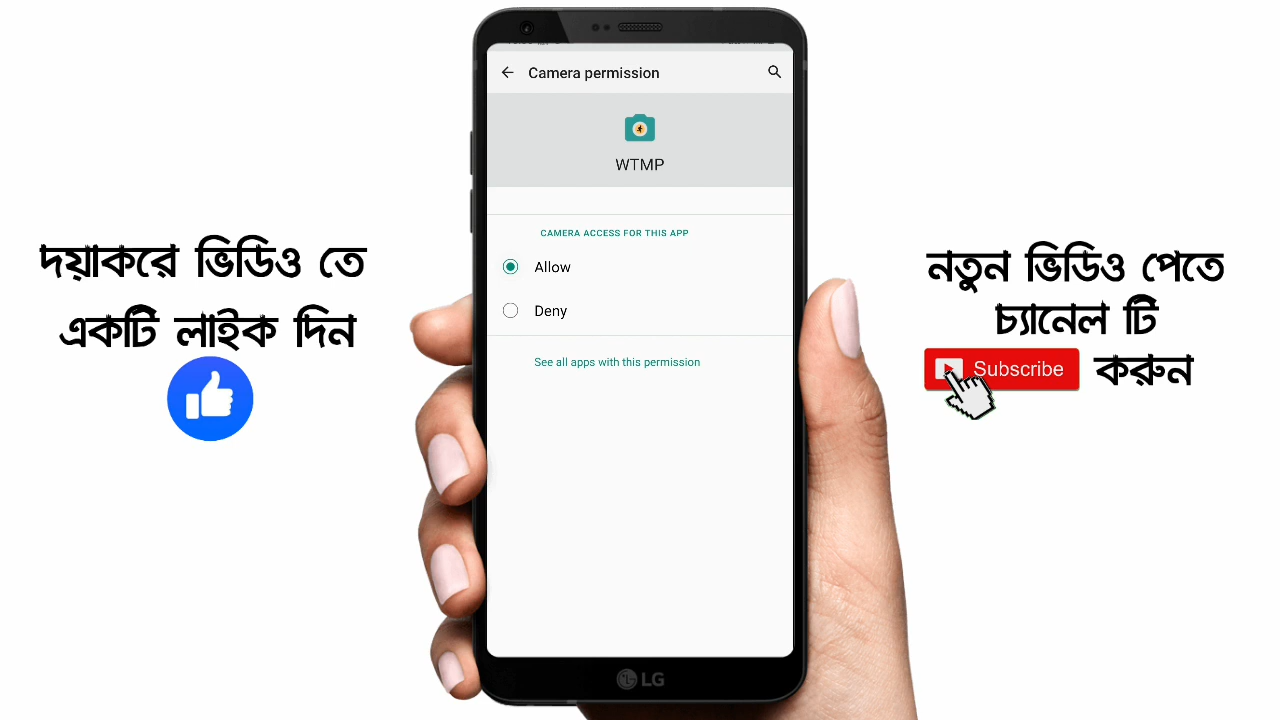 Camera permission
WTMP
CAMERA ACCESS FOR THIS APP
Allow
Deny
See all apps with this permission
LG
দয়াকরে ভিডিও তে
একটি লাইক দিন
নতুন ভিডিও পেতে
চ্যানেল টি
Subscribe করুন